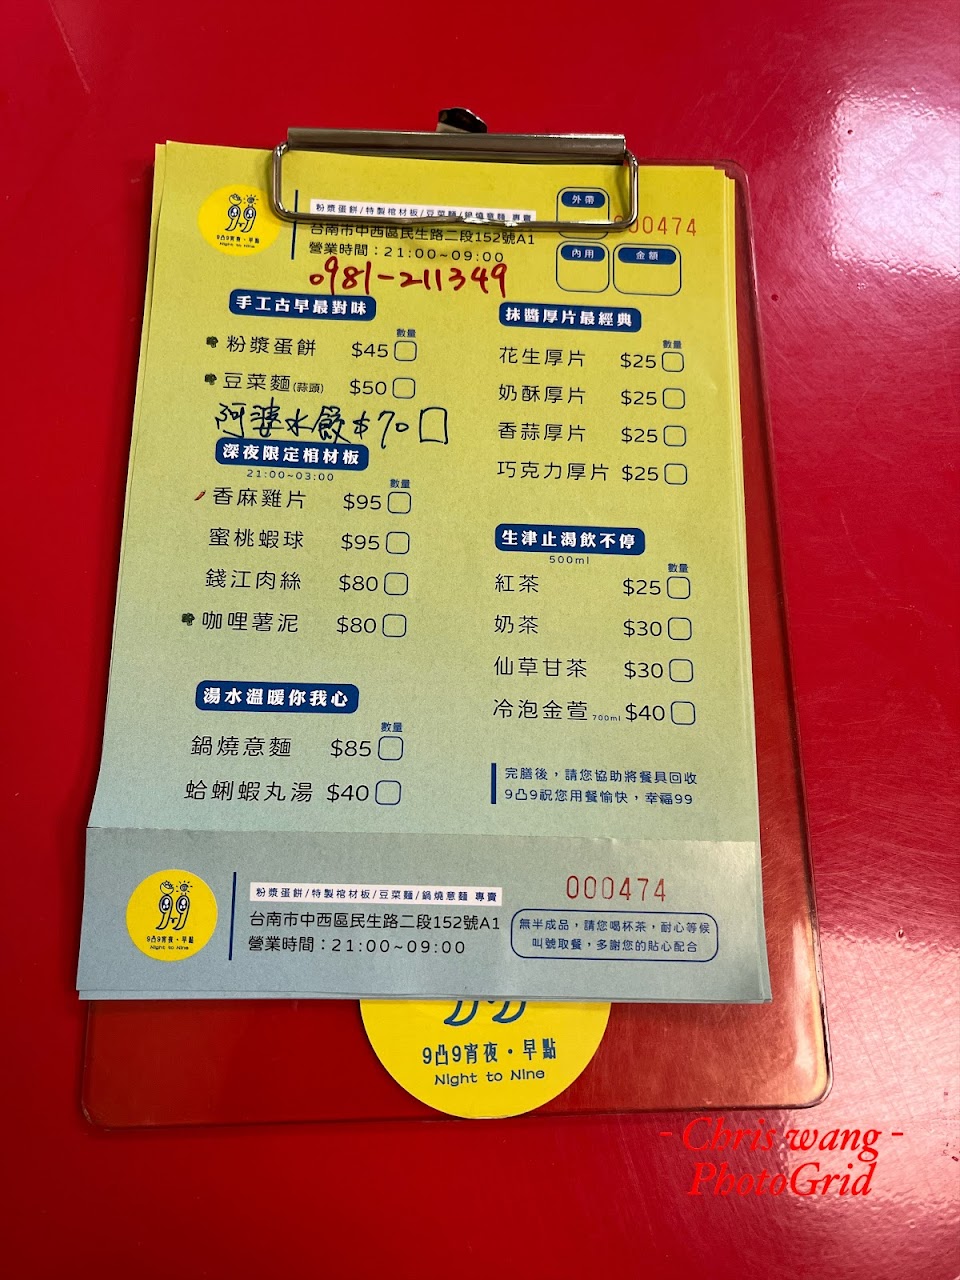 9凸9宵夜・早點
Night to Nine
粉漿蛋餅/特製棺材板/豆菜麵/鍋燒意麵 專賣
台南市中西區民生路二段152號A1
營業時間：21:00~09:00
0981-211349
外帶
000474
內用
金額
手工古早最對味
數量
粉漿蛋餅 $45
豆菜麵(蒜頭) $50
阿婆水餃$70
深夜限定棺材板
21:00~03:00
數量
香麻雞片 $95
蜜桃蝦球 $95
錢江肉絲 $80
咖哩薯泥 $80
湯水溫暖你我心
數量
鍋燒意麵 $85
蛤蜊蝦丸湯 $40
抹醬厚片最經典
數量
花生厚片 $25
奶酥厚片 $25
香蒜厚片 $25
巧克力厚片 $25
生津止渴飲不停
500ml
數量
紅茶 $25
奶茶 $30
仙草甘茶 $30
冷泡金萱 700ml $40
完膳後，請您協助將餐具回收
9凸9祝您用餐愉快，幸福99
9凸9宵夜・早點
Night to Nine
粉漿蛋餅/特製棺材板/豆菜麵/鍋燒意麵 專賣
台南市中西區民生路二段152號A1
營業時間：21:00~09:00
000474
無半成品，請您喝杯茶，耐心等候
叫號取餐，多謝您的貼心配合
9凸9宵夜・早點
Night to Nine
- Chris wang -
PhotoGrid